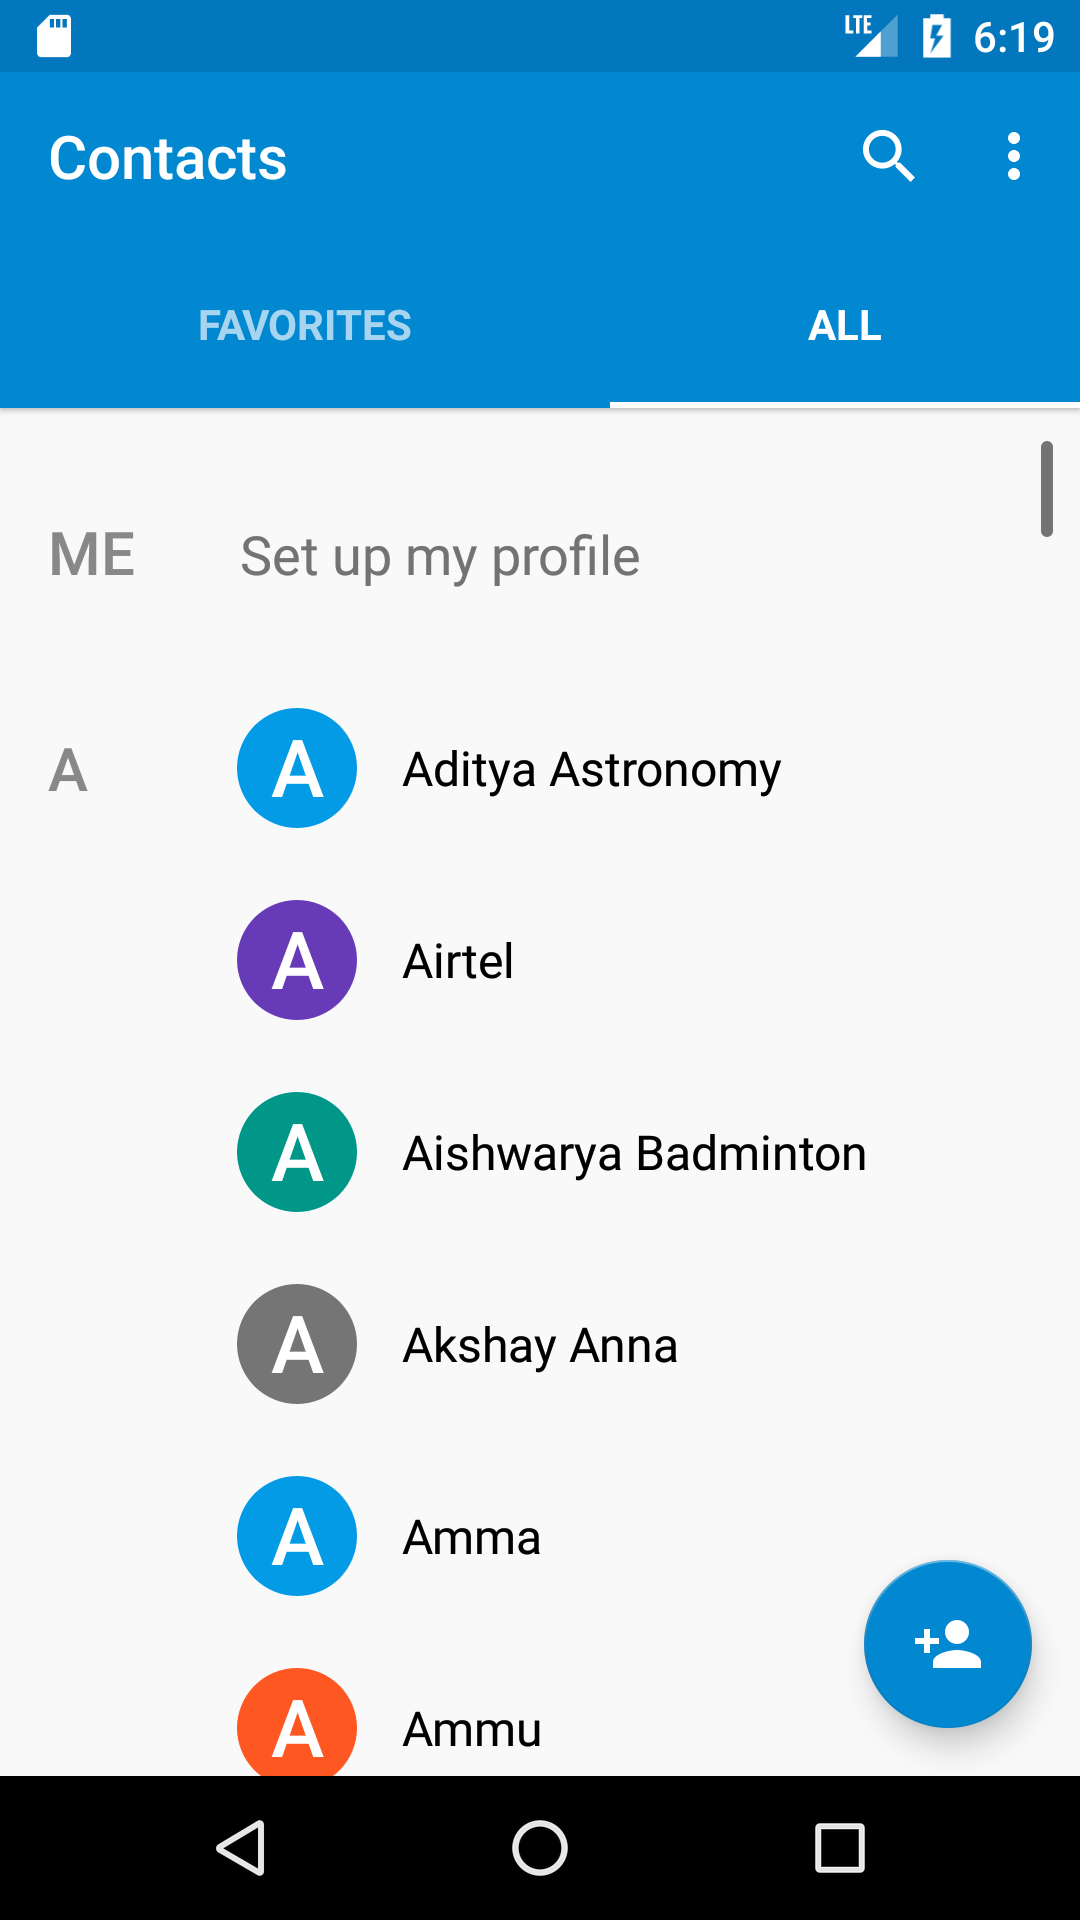 LTE 6:19
Contacts
FAVORITES ALL
ME Set up my profile
A A Aditya Astronomy
A Airtel
A Aishwarya Badminton
A Akshay Anna
A Amma
A Ammu